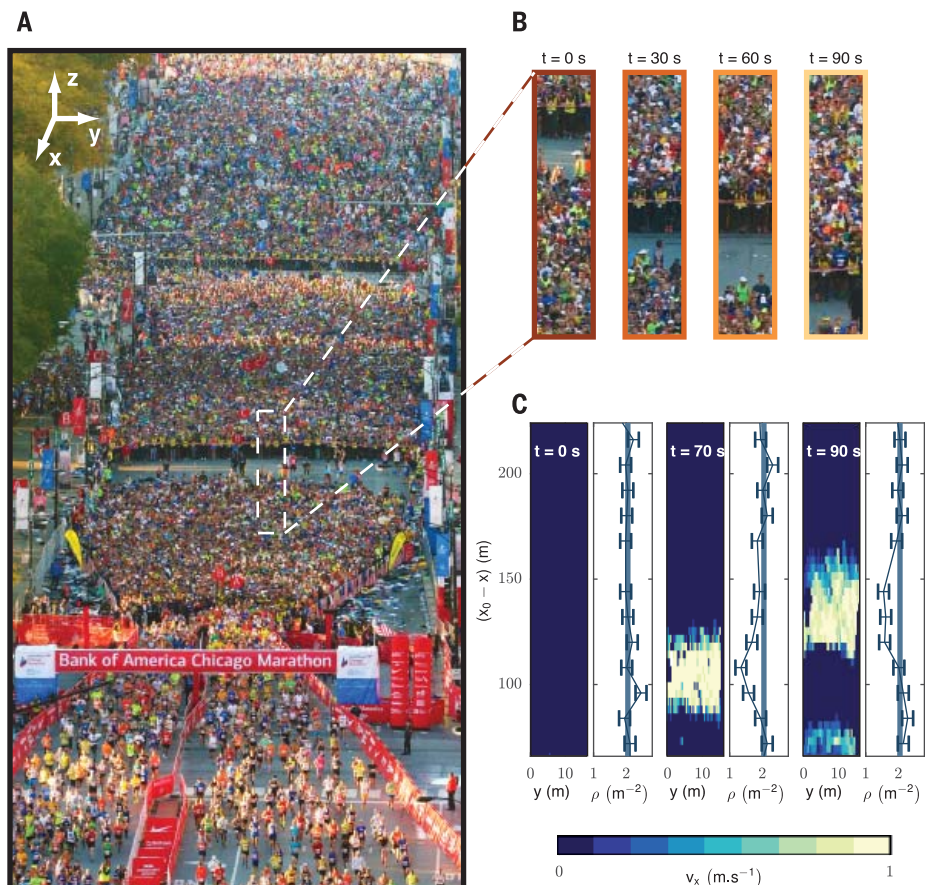 A
z
y
x
Bank of America Chicago Marathon
B
t = 0 s
t = 30 s
t = 60 s
t = 90 s
C
t = 0 s
t = 70 s
t = 90 s
200
150
100
(x₀ − x) (m)
0 10 1 2 0 10 1 2 0 10 1 2
y (m) ρ (m⁻²) y (m) ρ (m⁻²) y (m) ρ (m⁻²)
0 1
vₓ (m.s⁻¹)